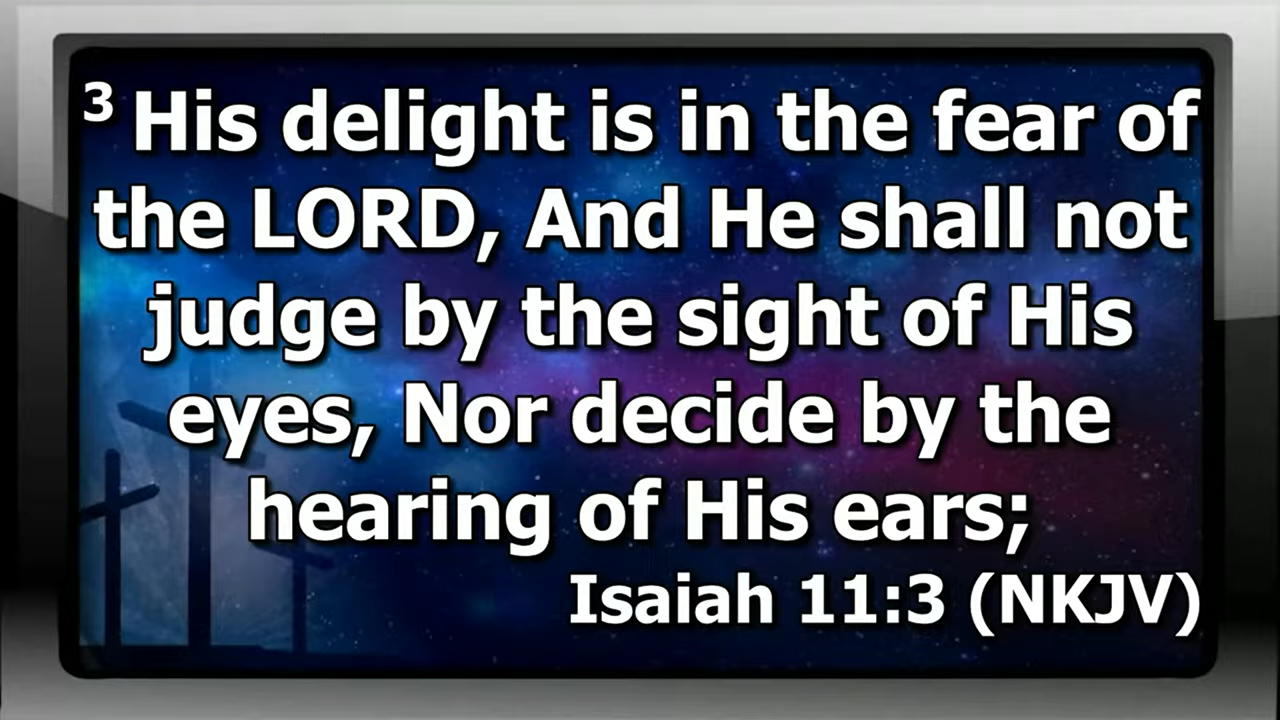 3 His delight is in the fear of
the LORD, And He shall not
judge by the sight of His
eyes, Nor decide by the
hearing of His ears;
Isaiah 11:3 (NKJV)